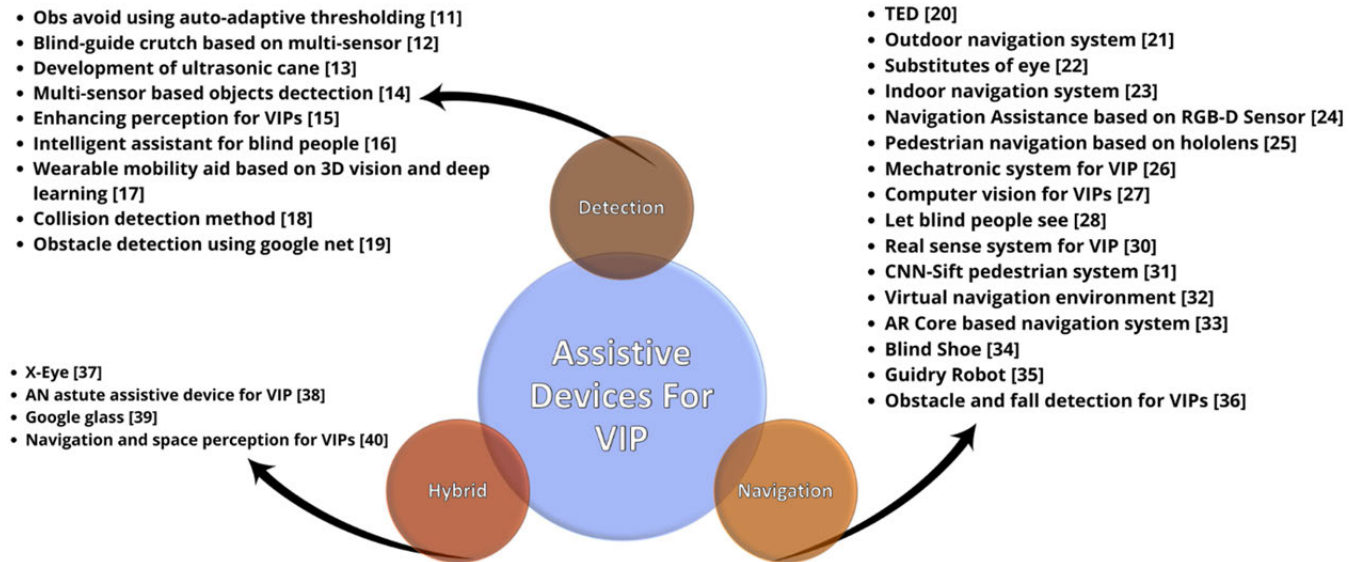 • Obs avoid using auto-adaptive thresholding [11]
• Blind-guide crutch based on multi-sensor [12]
• Development of ultrasonic cane [13]
• Multi-sensor based objects dectection [14]
• Enhancing perception for VIPs [15]
• Intelligent assistant for blind people [16]
• Wearable mobility aid based on 3D vision and deep
learning [17]
• Collision detection method [18]
• Obstacle detection using google net [19]
• TED [20]
• Outdoor navigation system [21]
• Substitutes of eye [22]
• Indoor navigation system [23]
• Navigation Assistance based on RGB-D Sensor [24]
• Pedestrian navigation based on hololens [25]
• Mechatronic system for VIP [26]
• Computer vision for VIPs [27]
• Let blind people see [28]
• Real sense system for VIP [30]
• CNN-Sift pedestrian system [31]
• Virtual navigation environment [32]
• AR Core based navigation system [33]
• Blind Shoe [34]
• Guidry Robot [35]
• Obstacle and fall detection for VIPs [36]
Detection
Assistive
Devices For
VIP
• X-Eye [37]
• AN astute assistive device for VIP [38]
• Google glass [39]
• Navigation and space perception for VIPs [40]
Hybrid
Navigation